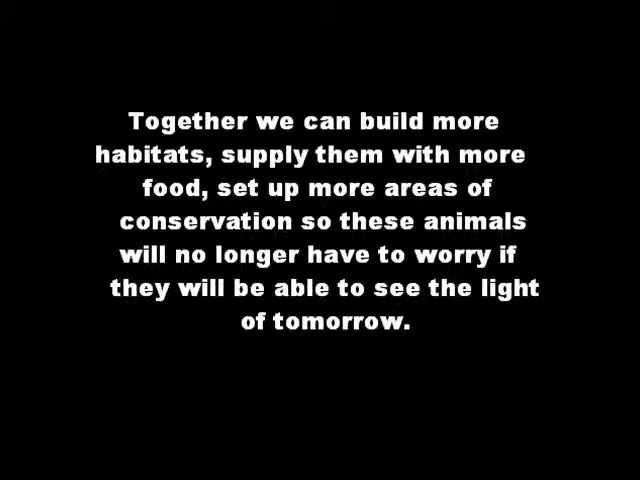 Together we can build more
habitats, supply them with more
food, set up more areas of
conservation so these animals
will no longer have to worry if
they will be able to see the light
of tomorrow.